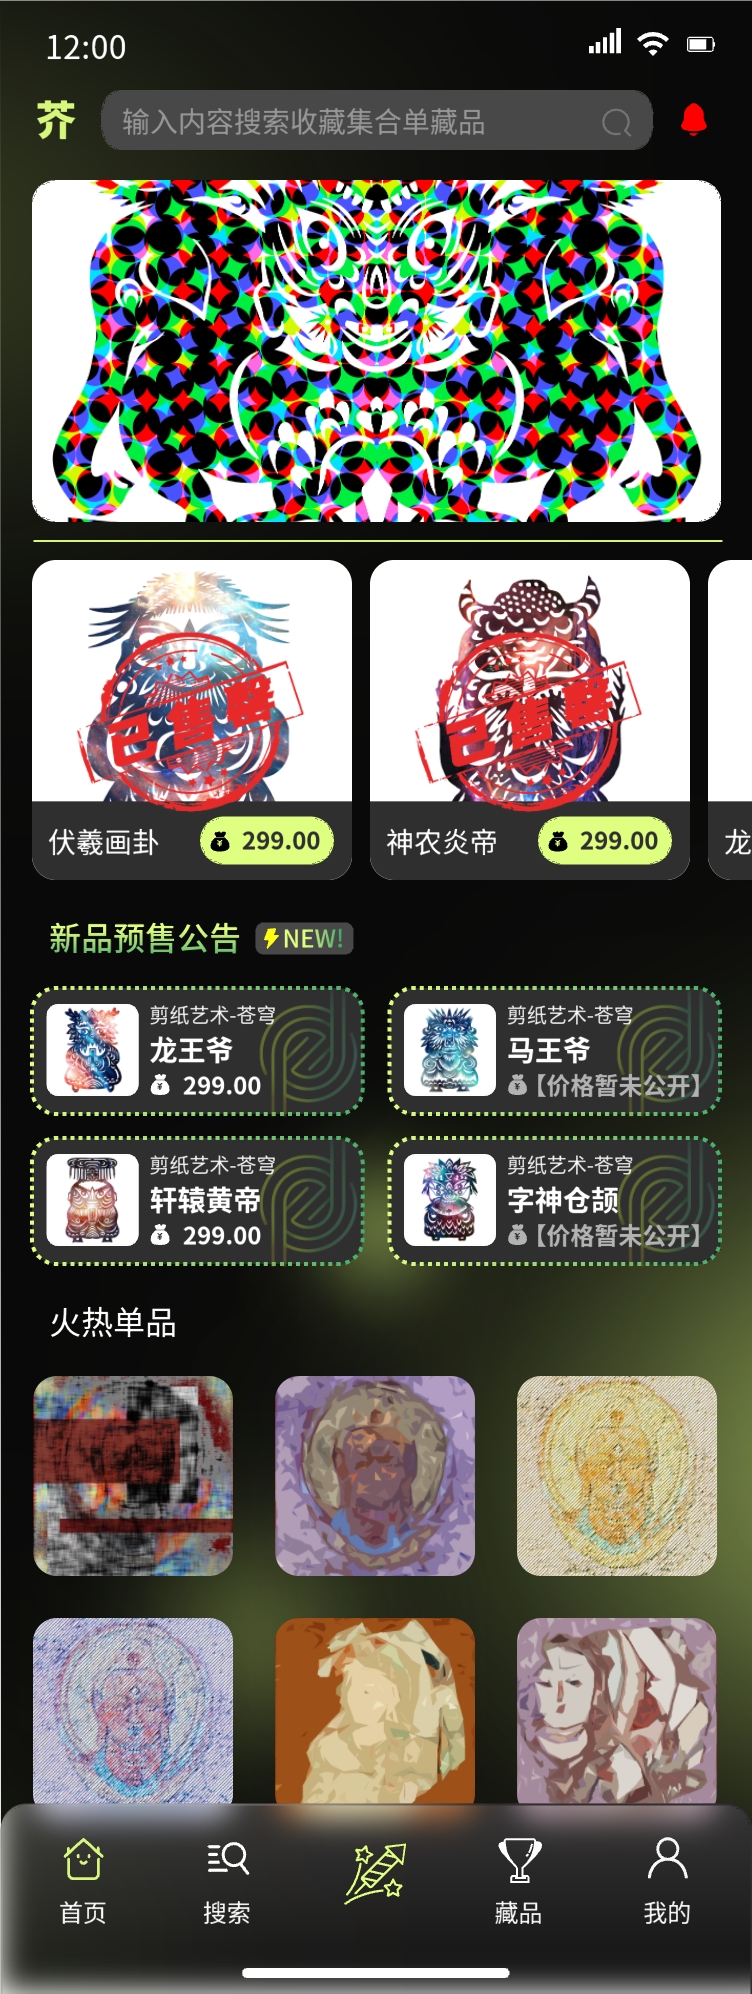 12:00
芥
输入内容搜索收藏集合单藏品
已售罄
已售罄
伏羲画卦
299.00
神农炎帝
299.00
龙
新品预售公告
NEW!
剪纸艺术-苍穹
龙王爷
299.00
剪纸艺术-苍穹
马王爷
【价格暂未公开】
剪纸艺术-苍穹
轩辕黄帝
299.00
剪纸艺术-苍穹
字神仓颉
【价格暂未公开】
火热单品
首页
搜索
藏品
我的